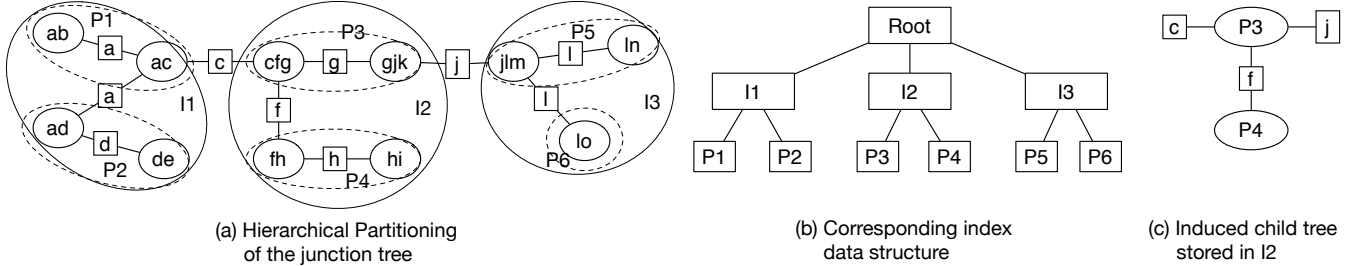 P1
ab
a
ac
a
I1
ad
d
de
P2
c
P3
cfg
g
gjk
f
I2
fh
h
hi
P4
j
P5
jlm
l
ln
l
I3
lo
P6
(a) Hierarchical Partitioning
of the junction tree
Root
I1
I2
I3
P1
P2
P3
P4
P5
P6
(b) Corresponding index
data structure
c
P3
j
f
P4
(c) Induced child tree
stored in I2